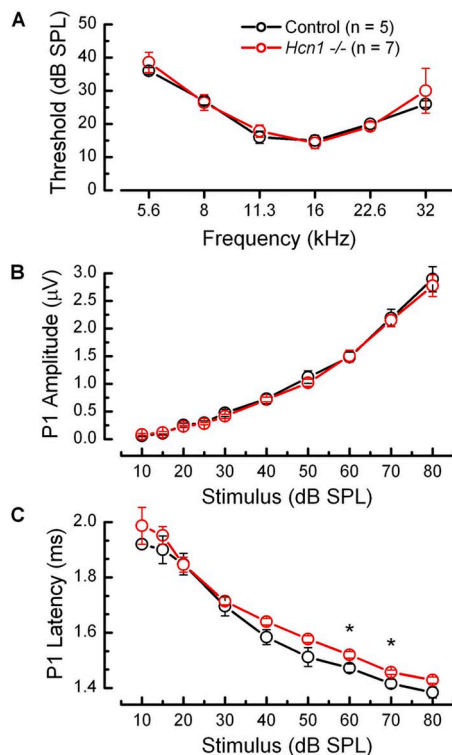 A
Control (n = 5)
Hcn1 -/- (n = 7)
Threshold (dB SPL)
50
40
30
20
10
0
5.6 8 11.3 16 22.6 32
Frequency (kHz)
B
P1 Amplitude (μV)
3.0
2.5
2.0
1.5
1.0
0.5
0.0
10 20 30 40 50 60 70 80
Stimulus (dB SPL)
C
P1 Latency (ms)
2.0
1.8
1.6
1.4
* *
10 20 30 40 50 60 70 80
Stimulus (dB SPL)